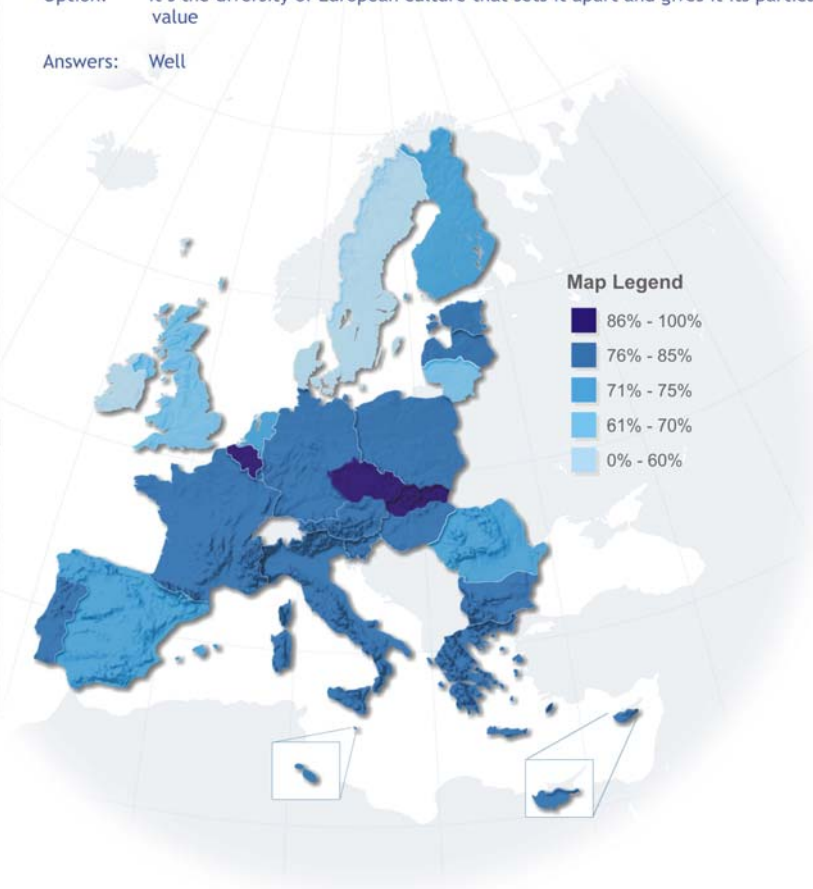 value
Answers: Well
Map Legend
86% - 100%
76% - 85%
71% - 75%
61% - 70%
0% - 60%